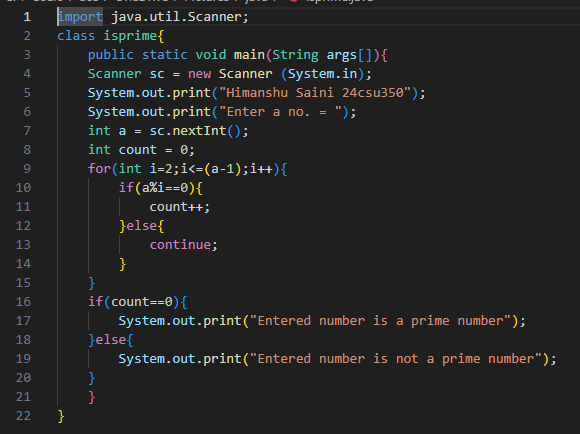 1 import java.util.Scanner;
2 class isprime{
3 public static void main(String args[]){
4 Scanner sc = new Scanner (System.in);
5 System.out.print("Himanshu Saini 24csu350");
6 System.out.print("Enter a no. = ");
7 int a = sc.nextInt();
8 int count = 0;
9 for(int i=2;i<=(a-1);i++){
10 if(a%i==0){
11 count++;
12 }else{
13 continue;
14 }
15 }
16 if(count==0){
17 System.out.print("Entered number is a prime number");
18 }else{
19 System.out.print("Entered number is not a prime number");
20 }
21 }
22 }